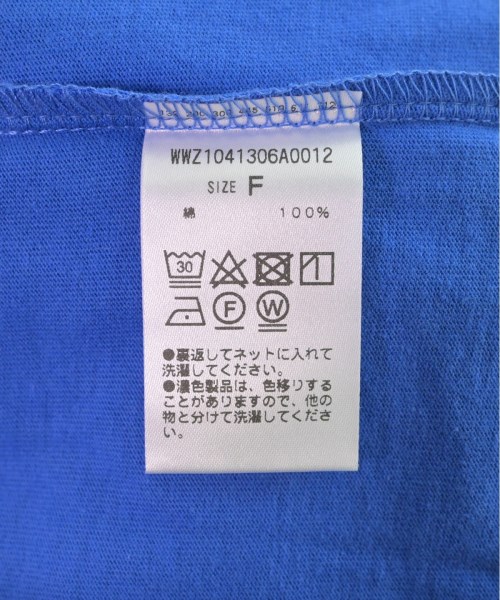 WWZ1041306A0012
SIZE F
綿 100%
30
F W
●裏返してネットに入れて
洗濯してください。
●濃色製品は、色移りする
ことがありますので、他の
物と分けて洗濯してくださ
い。